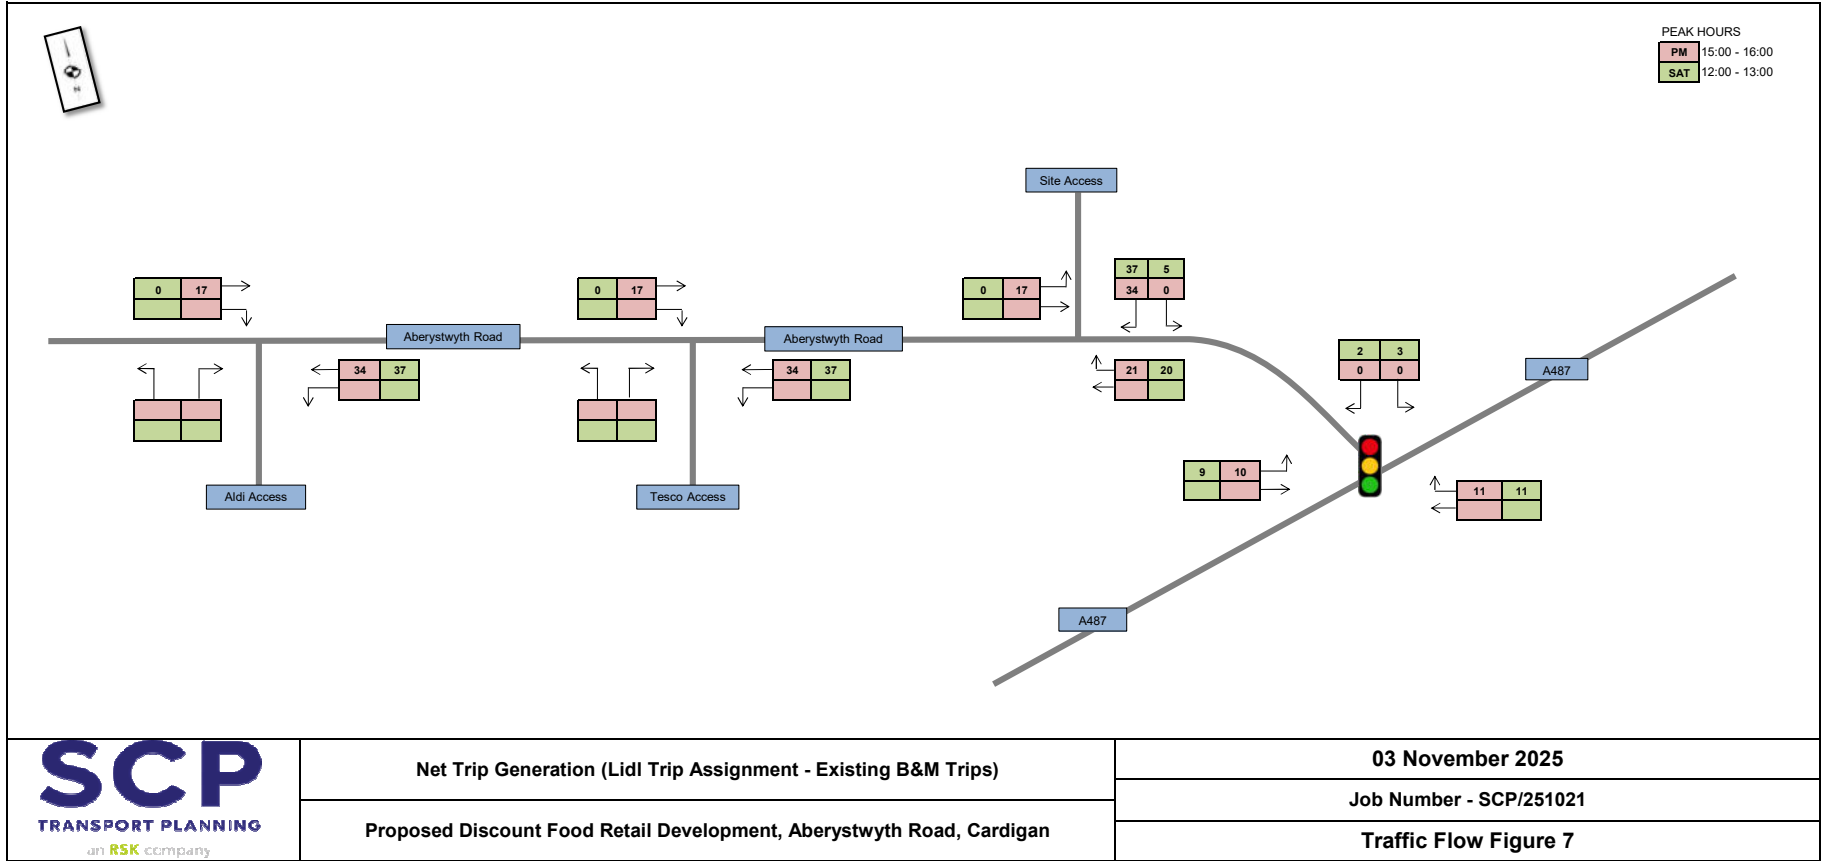 PEAK HOURS
PM 15:00 - 16:00
SAT 12:00 - 13:00
N
Site Access
37 5
34 0
0 17
0 17
0 17
Aberystwyth Road
Aberystwyth Road
34 37
34 37
21 20
2 3
0 0
A487
9 10
11 11
Aldi Access
Tesco Access
A487
SCP
TRANSPORT PLANNING
an RSK company
Net Trip Generation (Lidl Trip Assignment - Existing B&M Trips)
Proposed Discount Food Retail Development, Aberystwyth Road, Cardigan
03 November 2025
Job Number - SCP/251021
Traffic Flow Figure 7